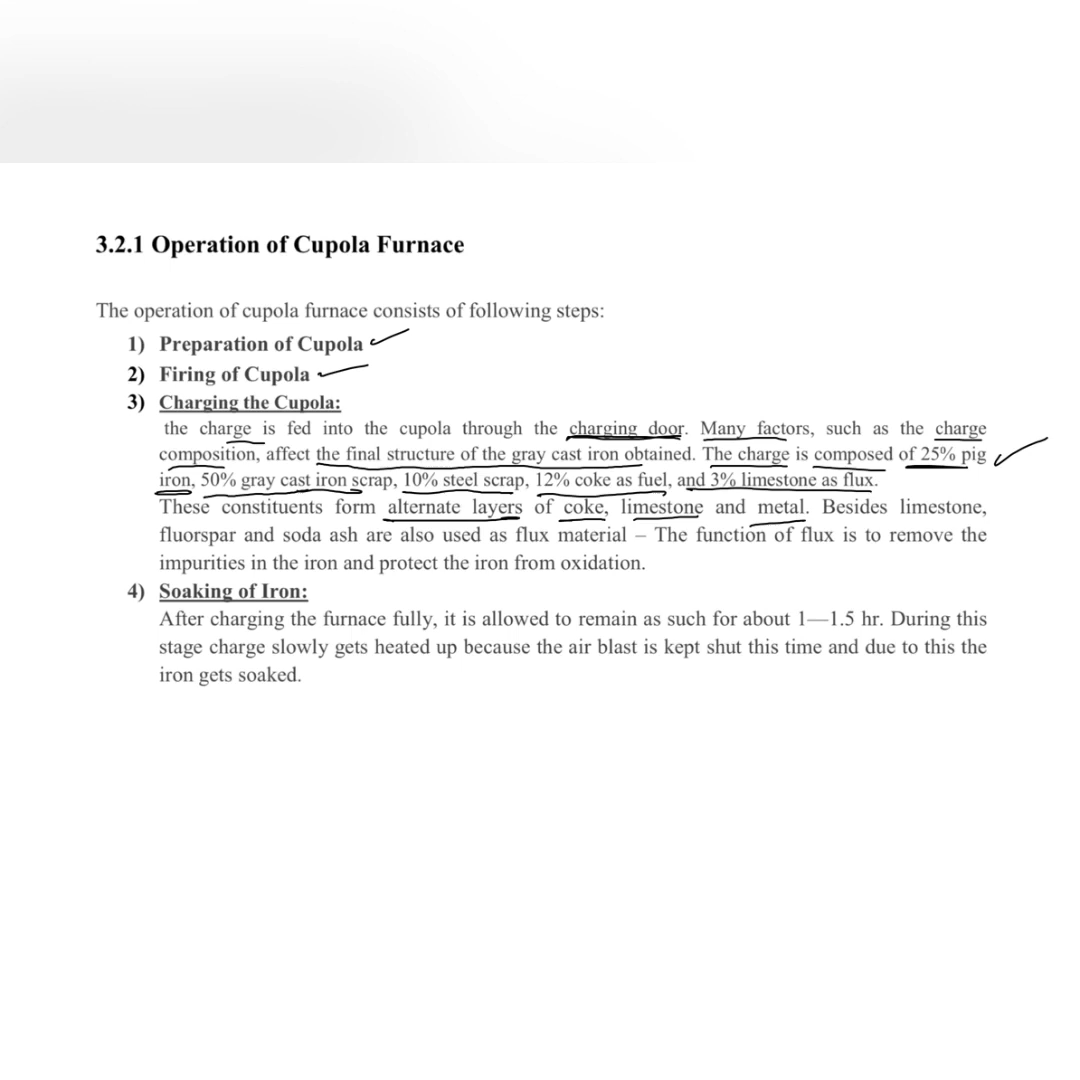 3.2.1 Operation of Cupola Furnace
The operation of cupola furnace consists of following steps:
1) Preparation of Cupola
2) Firing of Cupola
3) Charging the Cupola:
the charge is fed into the cupola through the charging door. Many factors, such as the charge
composition, affect the final structure of the gray cast iron obtained. The charge is composed of 25% pig
iron, 50% gray cast iron scrap, 10% steel scrap, 12% coke as fuel, and 3% limestone as flux.
These constituents form alternate layers of coke, limestone and metal. Besides limestone,
fluorspar and soda ash are also used as flux material – The function of flux is to remove the
impurities in the iron and protect the iron from oxidation.
4) Soaking of Iron:
After charging the furnace fully, it is allowed to remain as such for about 1—1.5 hr. During this
stage charge slowly gets heated up because the air blast is kept shut this time and due to this the
iron gets soaked.